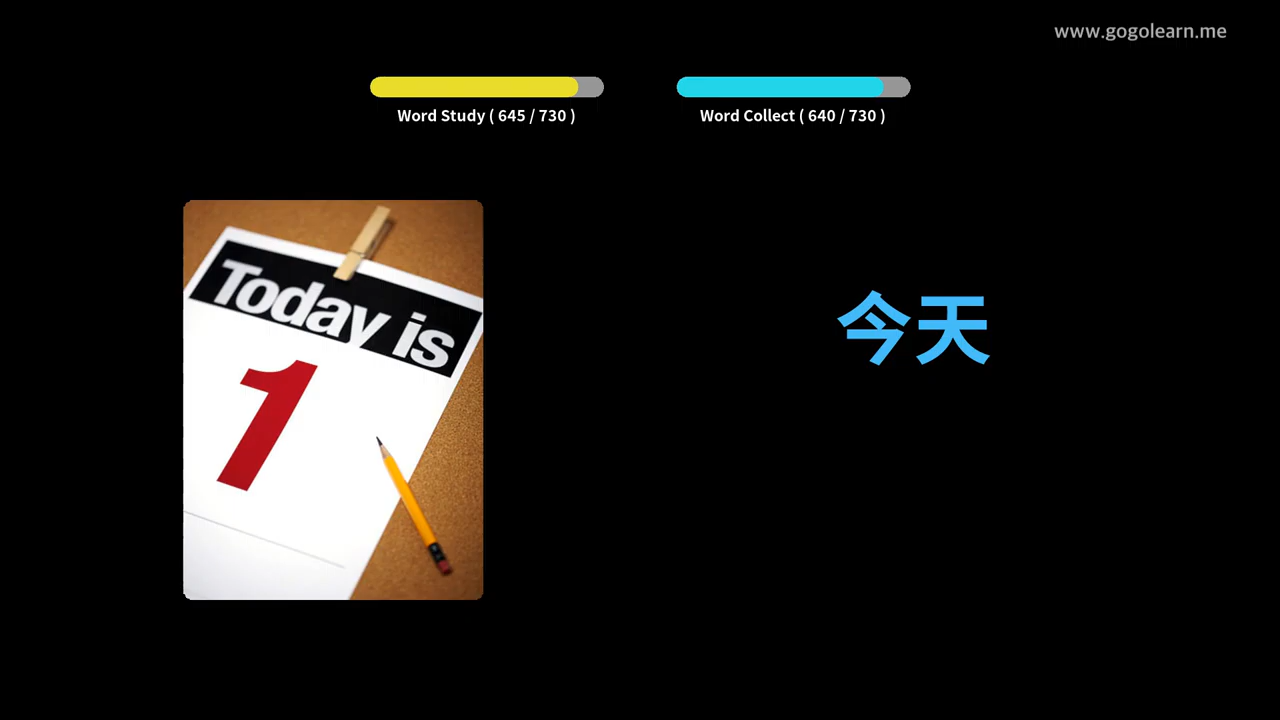 www.gogolearn.me
Word Study ( 645 / 730 )
Word Collect ( 640 / 730 )
Today is
1
今天